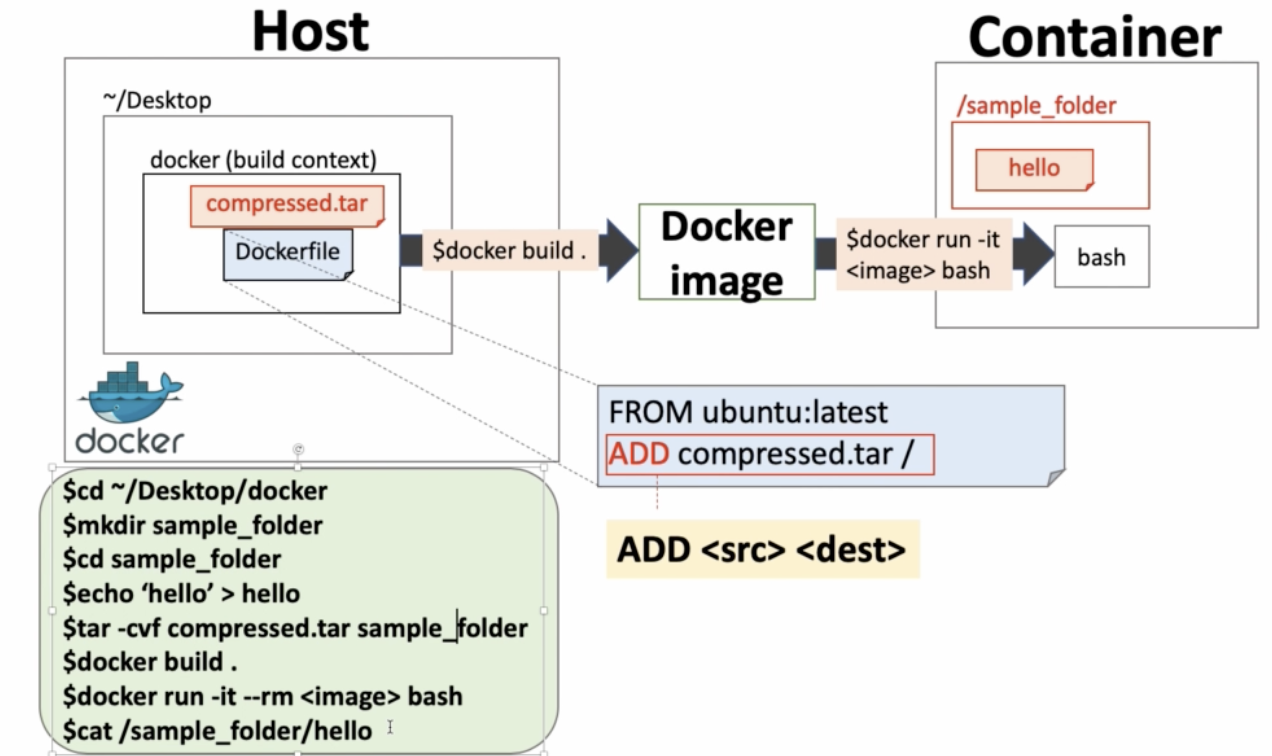 Host
Container
~/Desktop
/sample_folder
docker (build context)
hello
compressed.tar
Dockerfile
$docker build .
Docker
image
$docker run -it
<image> bash
bash
docker
FROM ubuntu:latest
ADD compressed.tar /
ADD <src> <dest>
$cd ~/Desktop/docker
$mkdir sample_folder
$cd sample_folder
$echo ‘hello’ > hello
$tar -cvf compressed.tar sample_folder
$docker build .
$docker run -it --rm <image> bash
$cat /sample_folder/hello